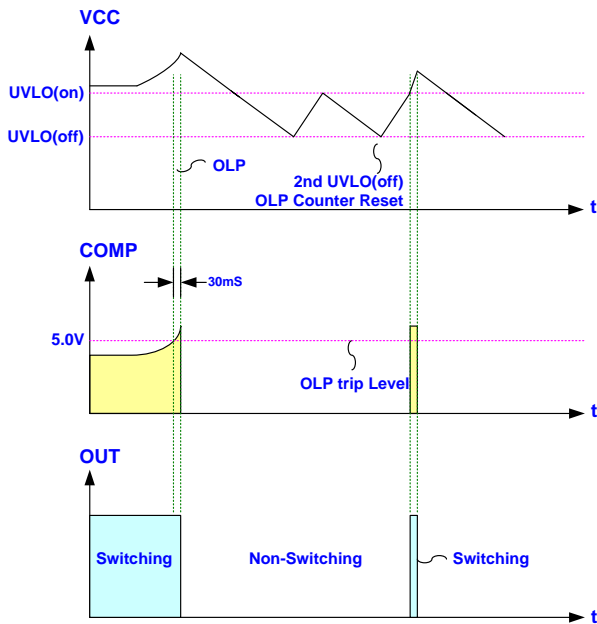 VCC
UVLO(on)
UVLO(off)
OLP
2nd UVLO(off)
OLP Counter Reset
t
COMP
30mS
5.0V
OLP trip Level
t
OUT
Switching
Non-Switching
Switching
t